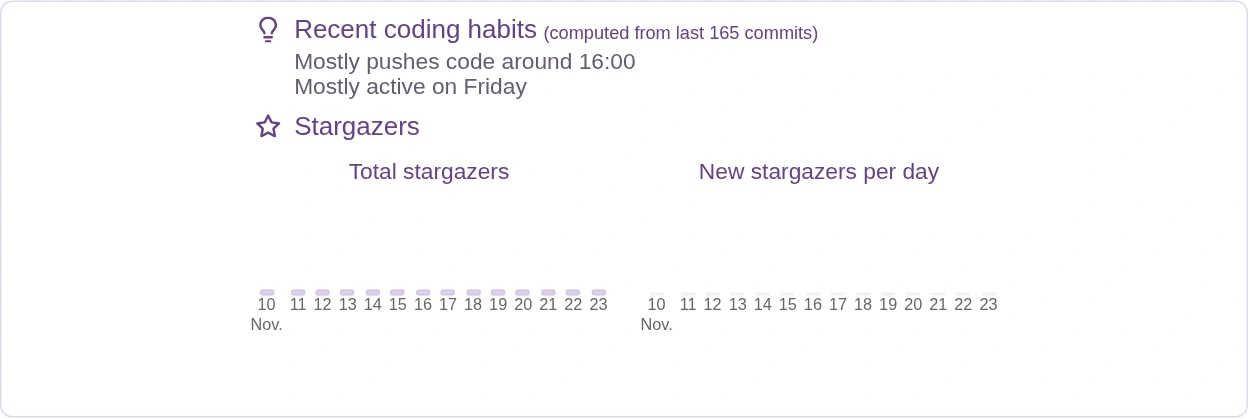 Recent coding habits (computed from last 165 commits)
Mostly pushes code around 16:00
Mostly active on Friday
Stargazers
Total stargazers
10 11 12 13 14 15 16 17 18 19 20 21 22 23
Nov.
New stargazers per day
10 11 12 13 14 15 16 17 18 19 20 21 22 23
Nov.